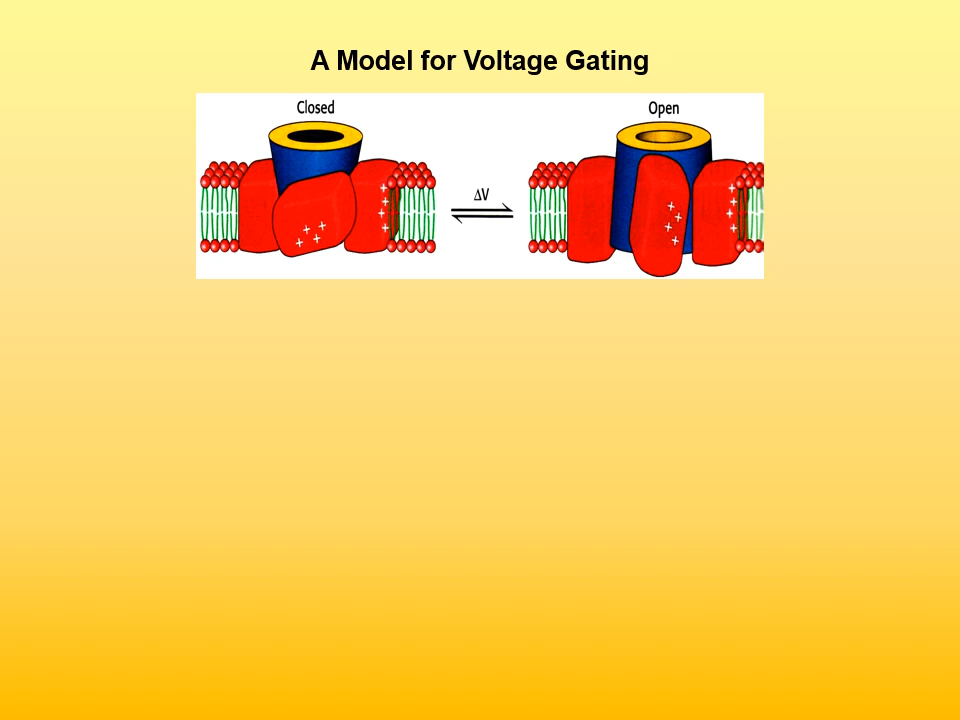 A Model for Voltage Gating
Closed
Open
ΔV
+ + + +
+ + + +
+ + + +
+ + + +